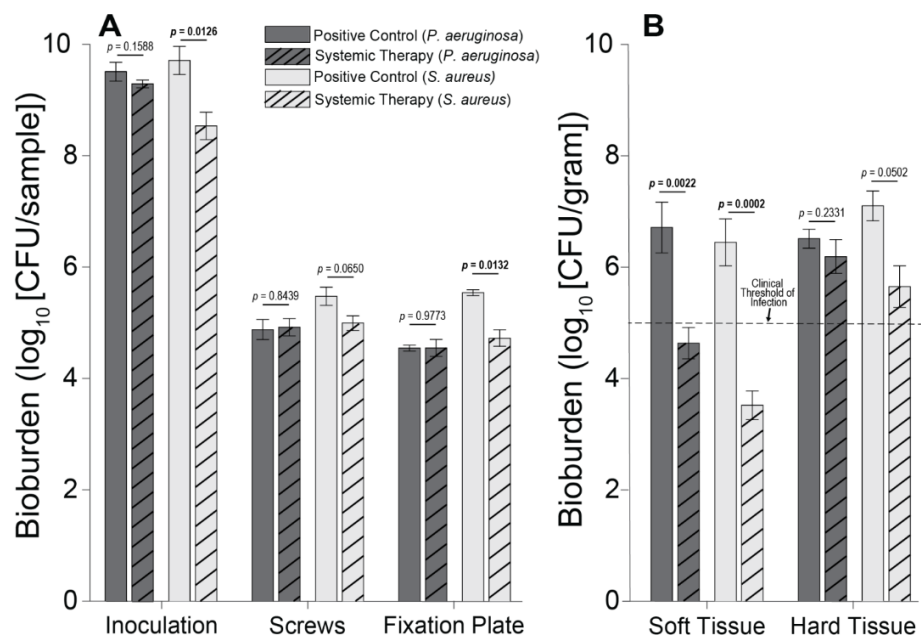 A
Bioburden (log10 [CFU/sample])
10
8
6
4
2
0
p = 0.1588
p = 0.0126
Positive Control (P. aeruginosa)
Systemic Therapy (P. aeruginosa)
Positive Control (S. aureus)
Systemic Therapy (S. aureus)
p = 0.8439
p = 0.0650
p = 0.9773
p = 0.0132
Inoculation
Screws
Fixation Plate
B
Bioburden (log10 [CFU/gram])
10
8
6
4
2
0
p = 0.0022
p = 0.0002
p = 0.2331
p = 0.0502
Clinical
Threshold of
Infection
Soft Tissue
Hard Tissue